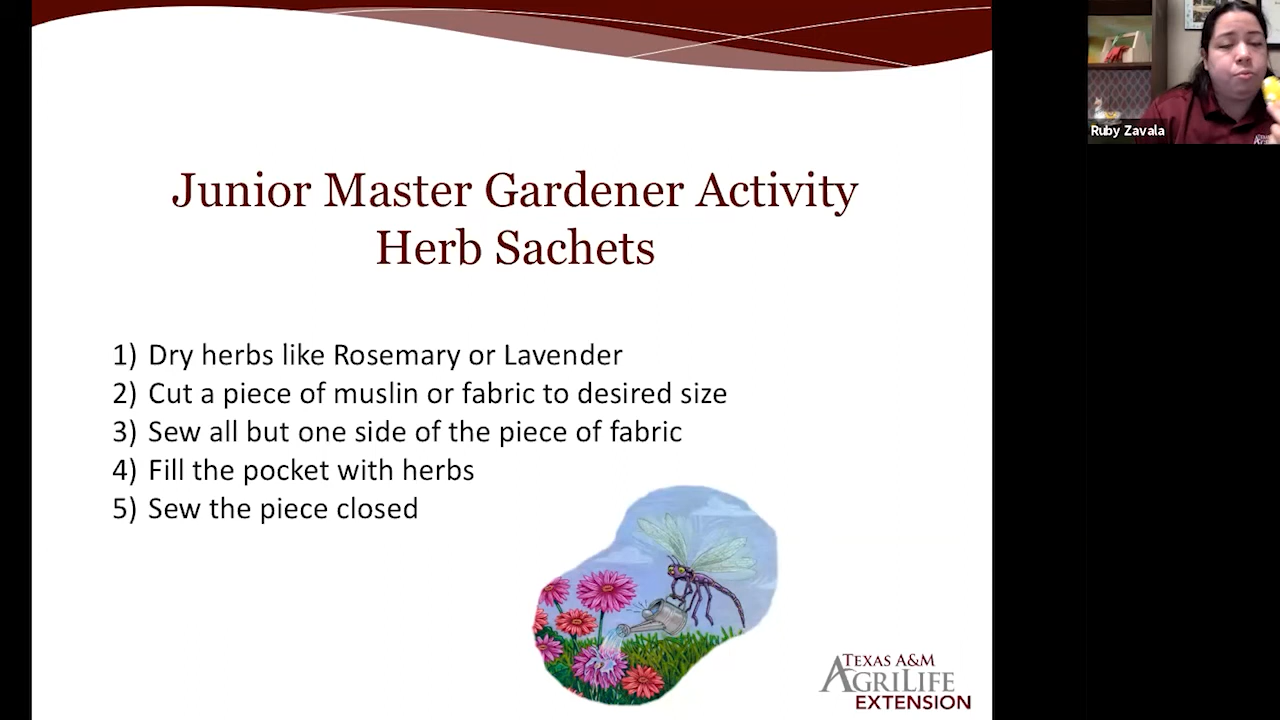 Junior Master Gardener Activity
Herb Sachets
1) Dry herbs like Rosemary or Lavender
2) Cut a piece of muslin or fabric to desired size
3) Sew all but one side of the piece of fabric
4) Fill the pocket with herbs
5) Sew the piece closed
TEXAS A&M
AGRILIFE
EXTENSION
Ruby Zavala